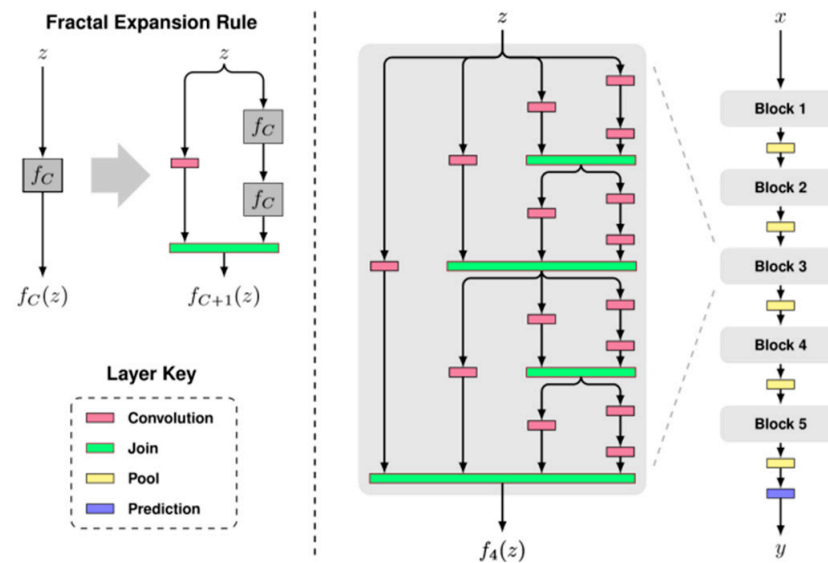 Fractal Expansion Rule
z
z
f_C
f_C
f_C
f_C(z)
f_{C+1}(z)
Layer Key
Convolution
Join
Pool
Prediction
z
f_4(z)
x
Block 1
Block 2
Block 3
Block 4
Block 5
y